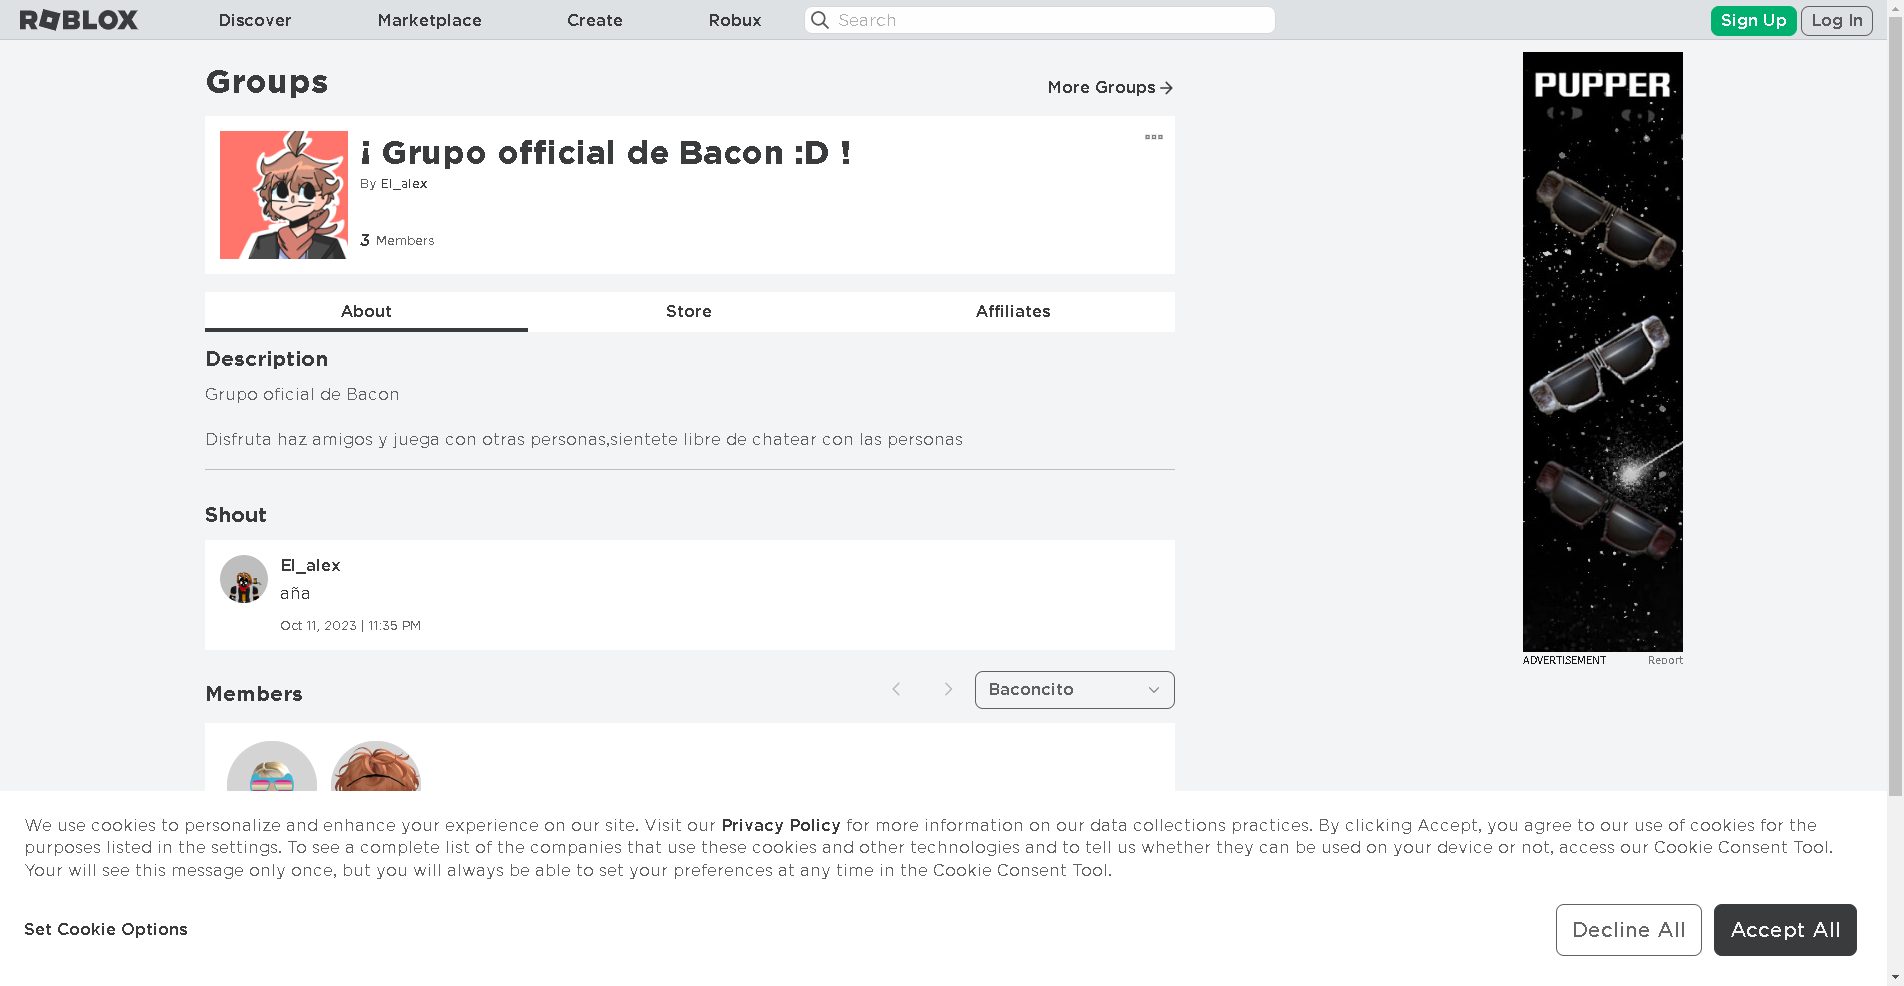 ROBLOX
Discover
Marketplace
Create
Robux
Search
Sign Up
Log In
Groups
More Groups
¡ Grupo official de Bacon :D !
By El_alex
3 Members
About
Store
Affiliates
Description
Grupo oficial de Bacon
Disfruta haz amigos y juega con otras personas,sientete libre de chatear con las personas
Shout
El_alex
aña
Oct 11, 2023 | 11:35 PM
Members
Baconcito
PUPPER
ADVERTISEMENT
Report
We use cookies to personalize and enhance your experience on our site. Visit our Privacy Policy for more information on our data collections practices. By clicking Accept, you agree to our use of cookies for the
purposes listed in the settings. To see a complete list of the companies that use these cookies and other technologies and to tell us whether they can be used on your device or not, access our Cookie Consent Tool.
Your will see this message only once, but you will always be able to set your preferences at any time in the Cookie Consent Tool.
Set Cookie Options
Decline All
Accept All